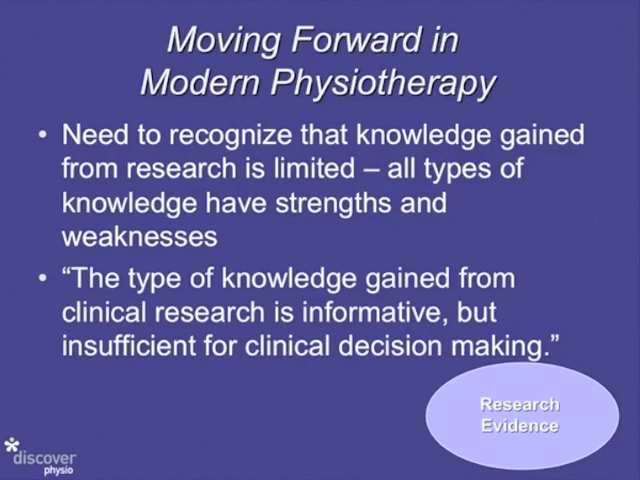 Moving Forward in
Modern Physiotherapy
• Need to recognize that knowledge gained
from research is limited – all types of
knowledge have strengths and
weaknesses
• “The type of knowledge gained from
clinical research is informative, but
insufficient for clinical decision making.”
Research
Evidence
discover
physio